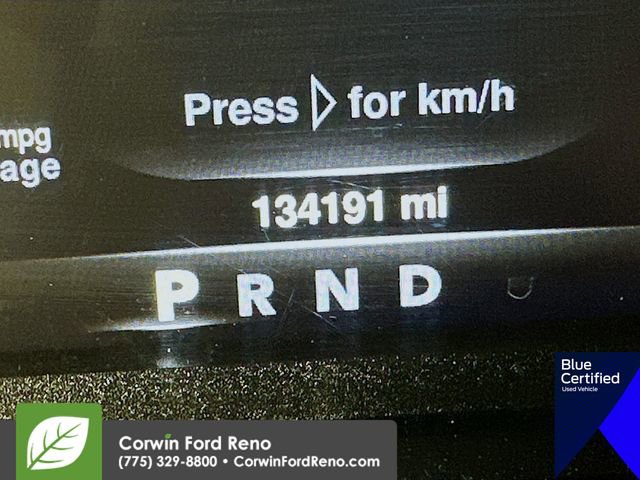 Press ▷ for km/h
mpg
age
134191 mi
P R N D
Blue
Certified
Used Vehicle
Corwin Ford Reno
(775) 329-8800 • CorwinFordReno.com